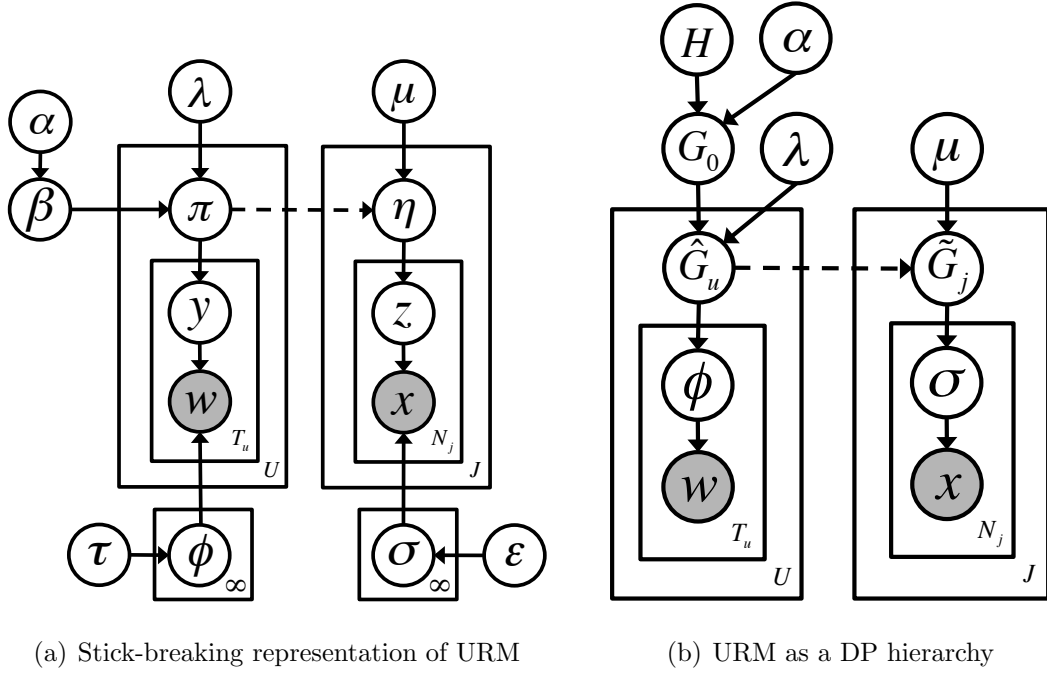 α
λ
μ
β
π
η
y
z
w
x
T_u
N_j
U
J
τ
ϕ
∞
σ
∞
ε
(a) Stick-breaking representation of URM
H
α
G_0
λ
μ
Ĝ_u
G̃_j
ϕ
σ
w
x
T_u
N_j
U
J
(b) URM as a DP hierarchy